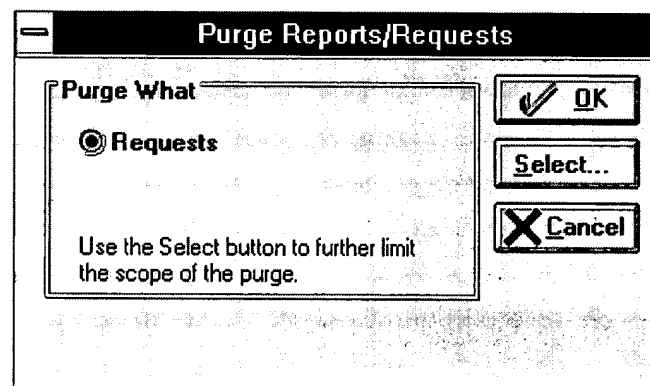 Purge Reports/Requests
Purge What
Requests
Use the Select button to further limit
the scope of the purge.
OK
Select...
Cancel